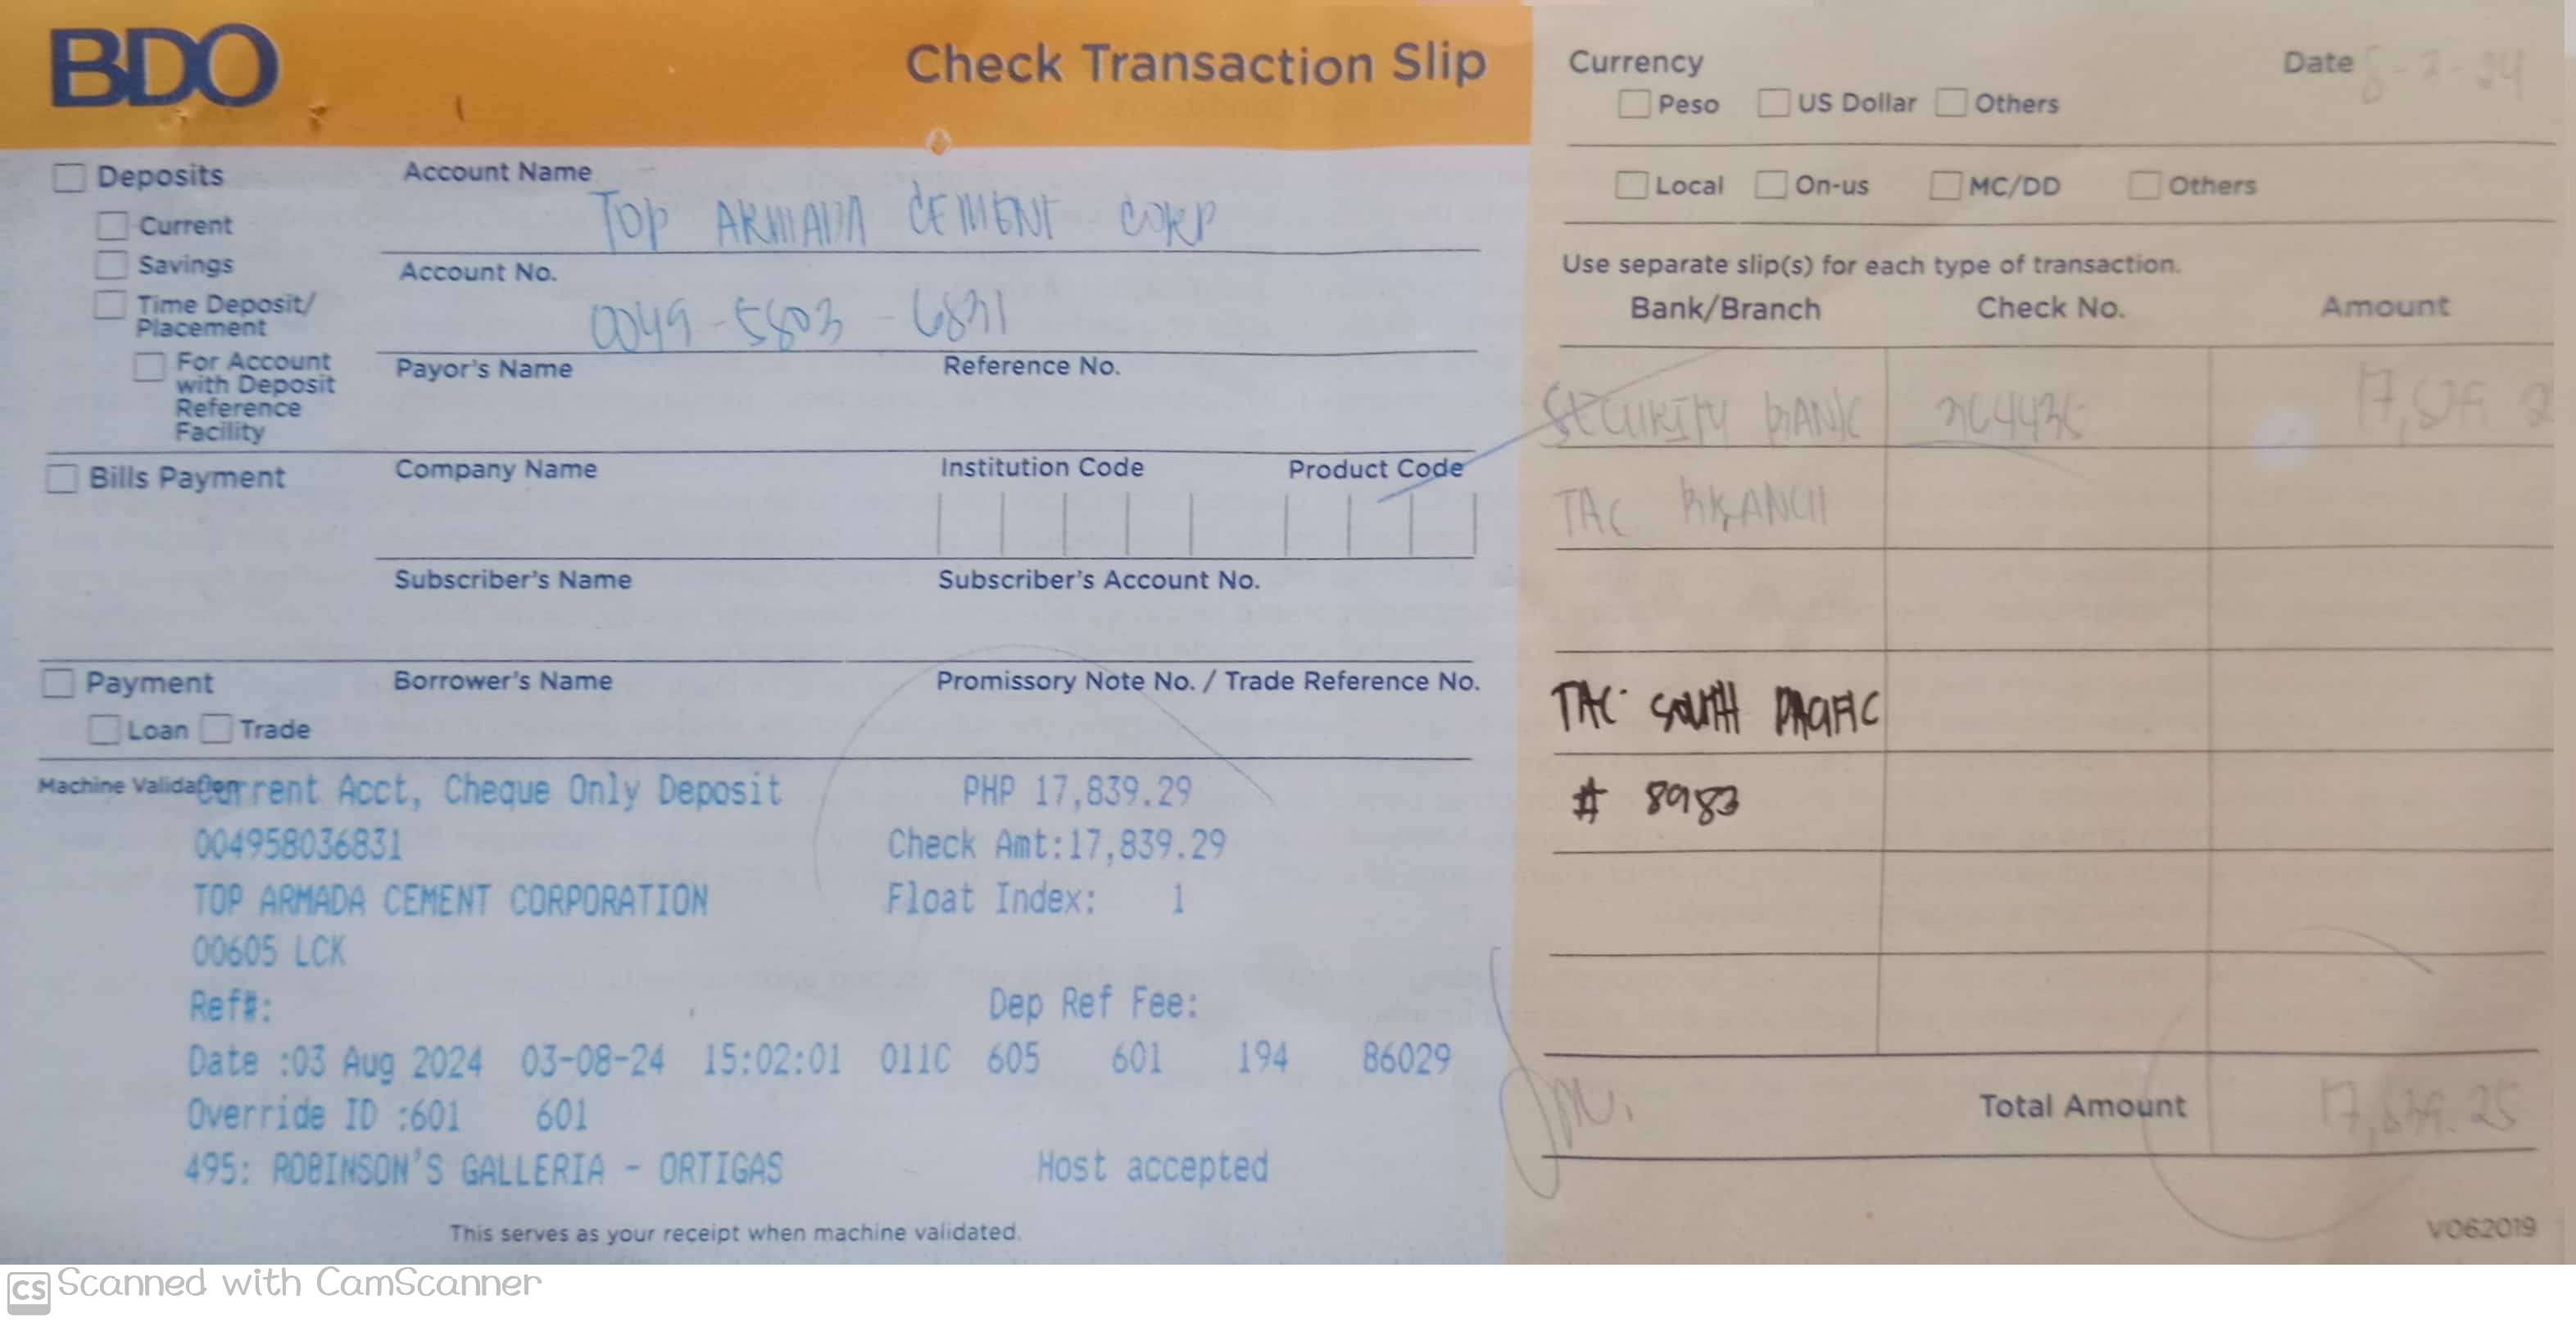 BDO
Check Transaction Slip
Deposits
Current
Savings
Time Deposit/
Placement
For Account
with Deposit
Reference
Facility
Account Name
TOP ARMADA CEMENT CORP
Account No.
0049-5803-6831
Payor's Name Reference No.
Bills Payment
Company Name Institution Code Product Code
Subscriber's Name Subscriber's Account No.
Payment
Loan Trade
Borrower's Name Promissory Note No. / Trade Reference No.
Machine Validation
Current Acct, Cheque Only Deposit PHP 17,839.29
004958036831 Check Amt:17,839.29
TOP ARMADA CEMENT CORPORATION Float Index: 1
00605 LCK
Ref#: Dep Ref Fee:
Date :03 Aug 2024 03-08-24 15:02:01 011C 605 601 194 86029
Override ID :601 601
495: ROBINSON'S GALLERIA - ORTIGAS Host accepted
This serves as your receipt when machine validated.
Currency Date
Peso US Dollar Others
Local On-us MC/DD Others
Use separate slip(s) for each type of transaction.
Bank/Branch Check No. Amount
SECURITY BANK
TAC BRANCH
TAC SOUTH PACIFIC
# 8983
Total Amount
V062019
CS Scanned with CamScanner